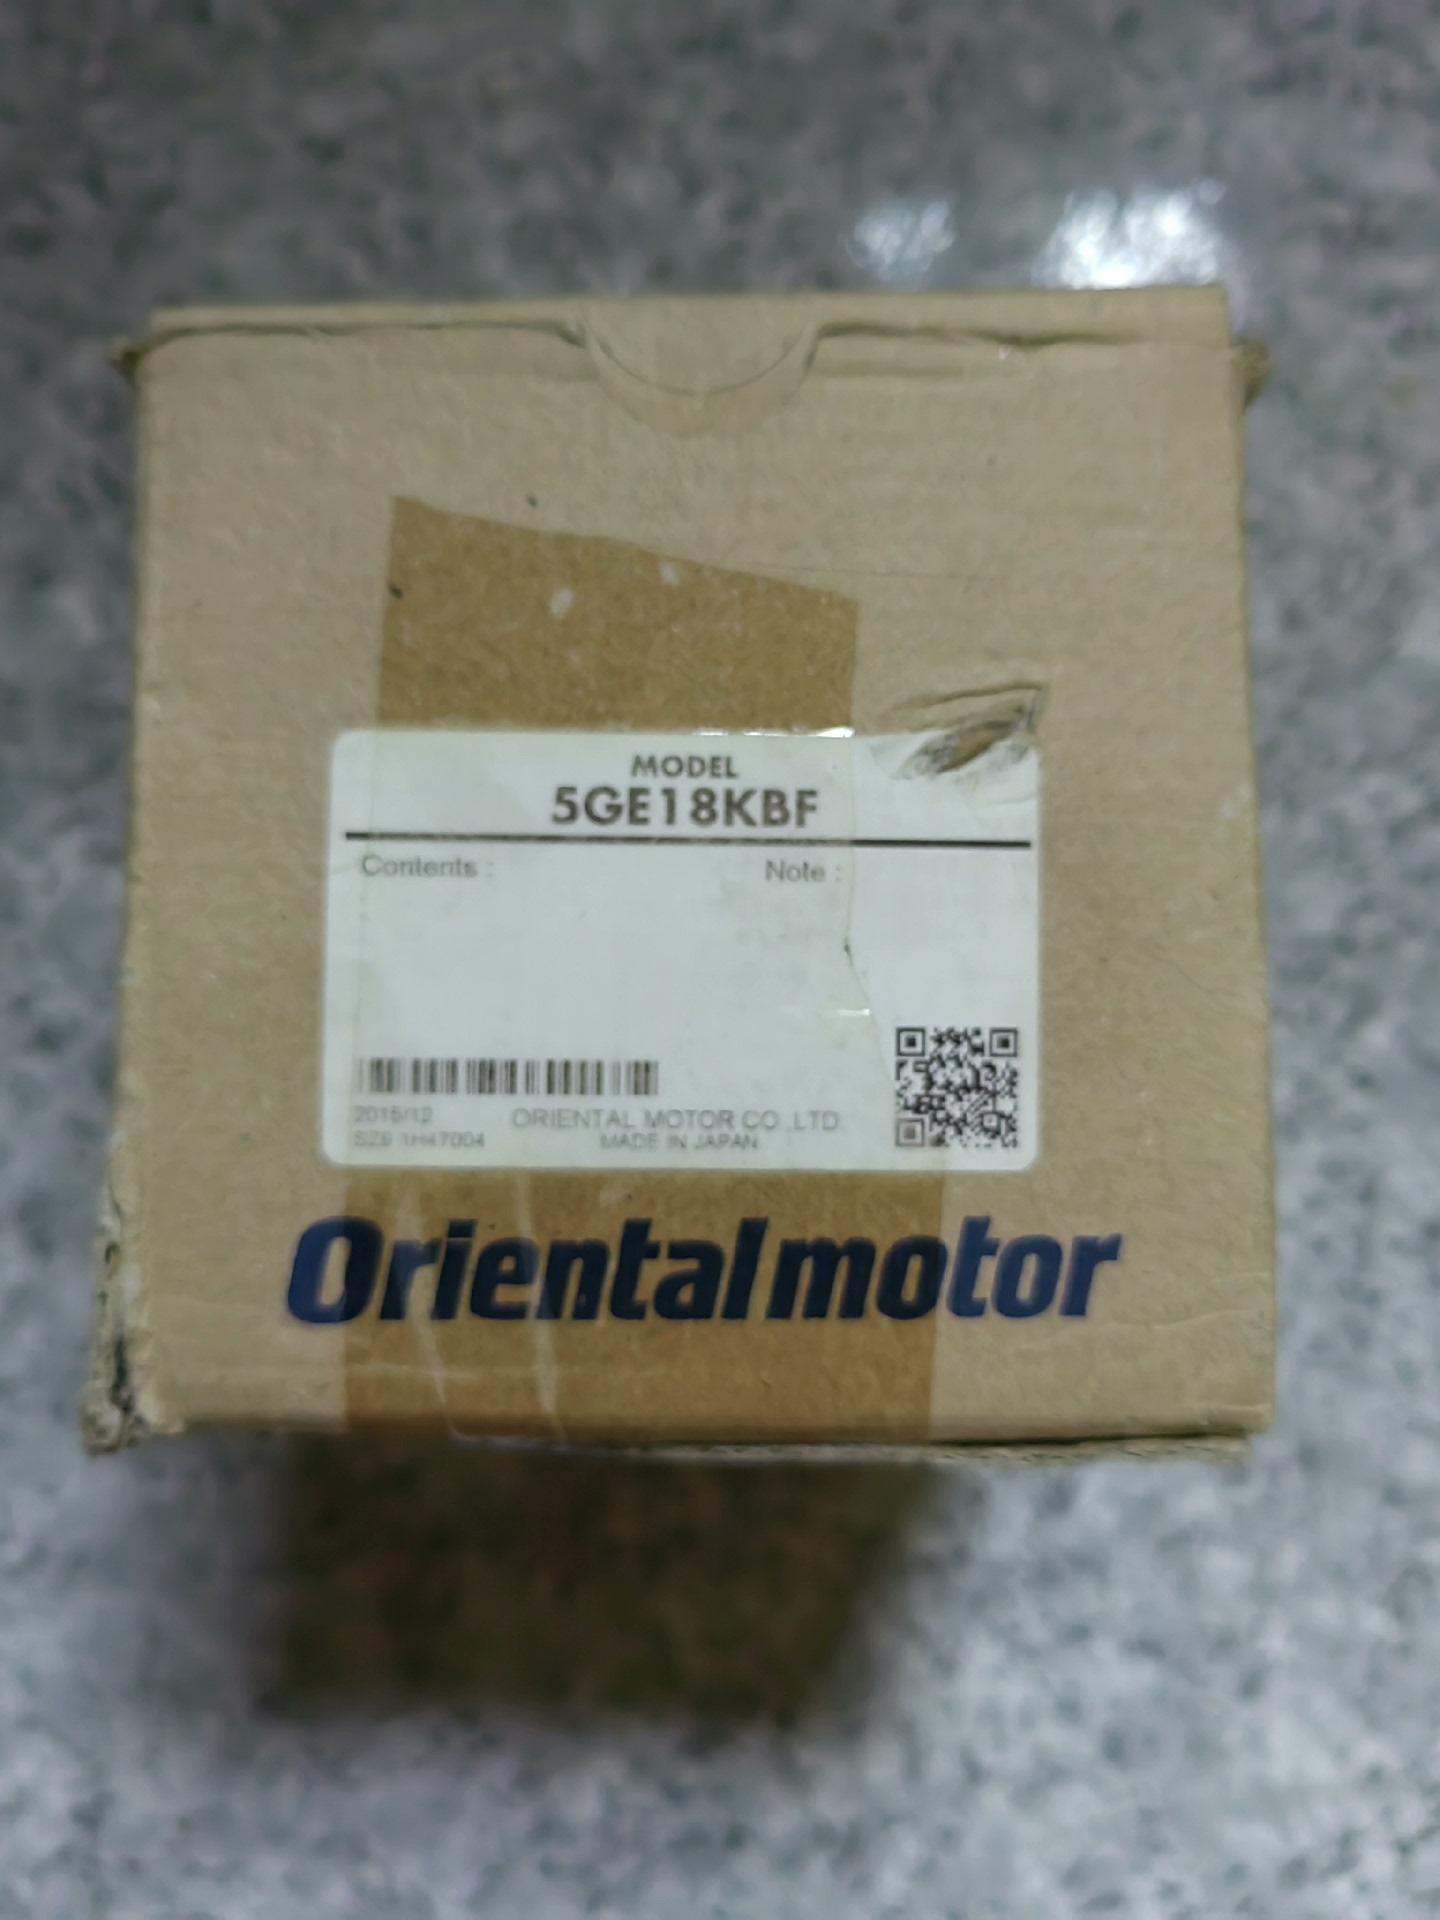 MODEL
5GE18KBF
Contents :
Note :
2015/12
ORIENTAL MOTOR CO.,LTD.
MADE IN JAPAN
Orientalmotor